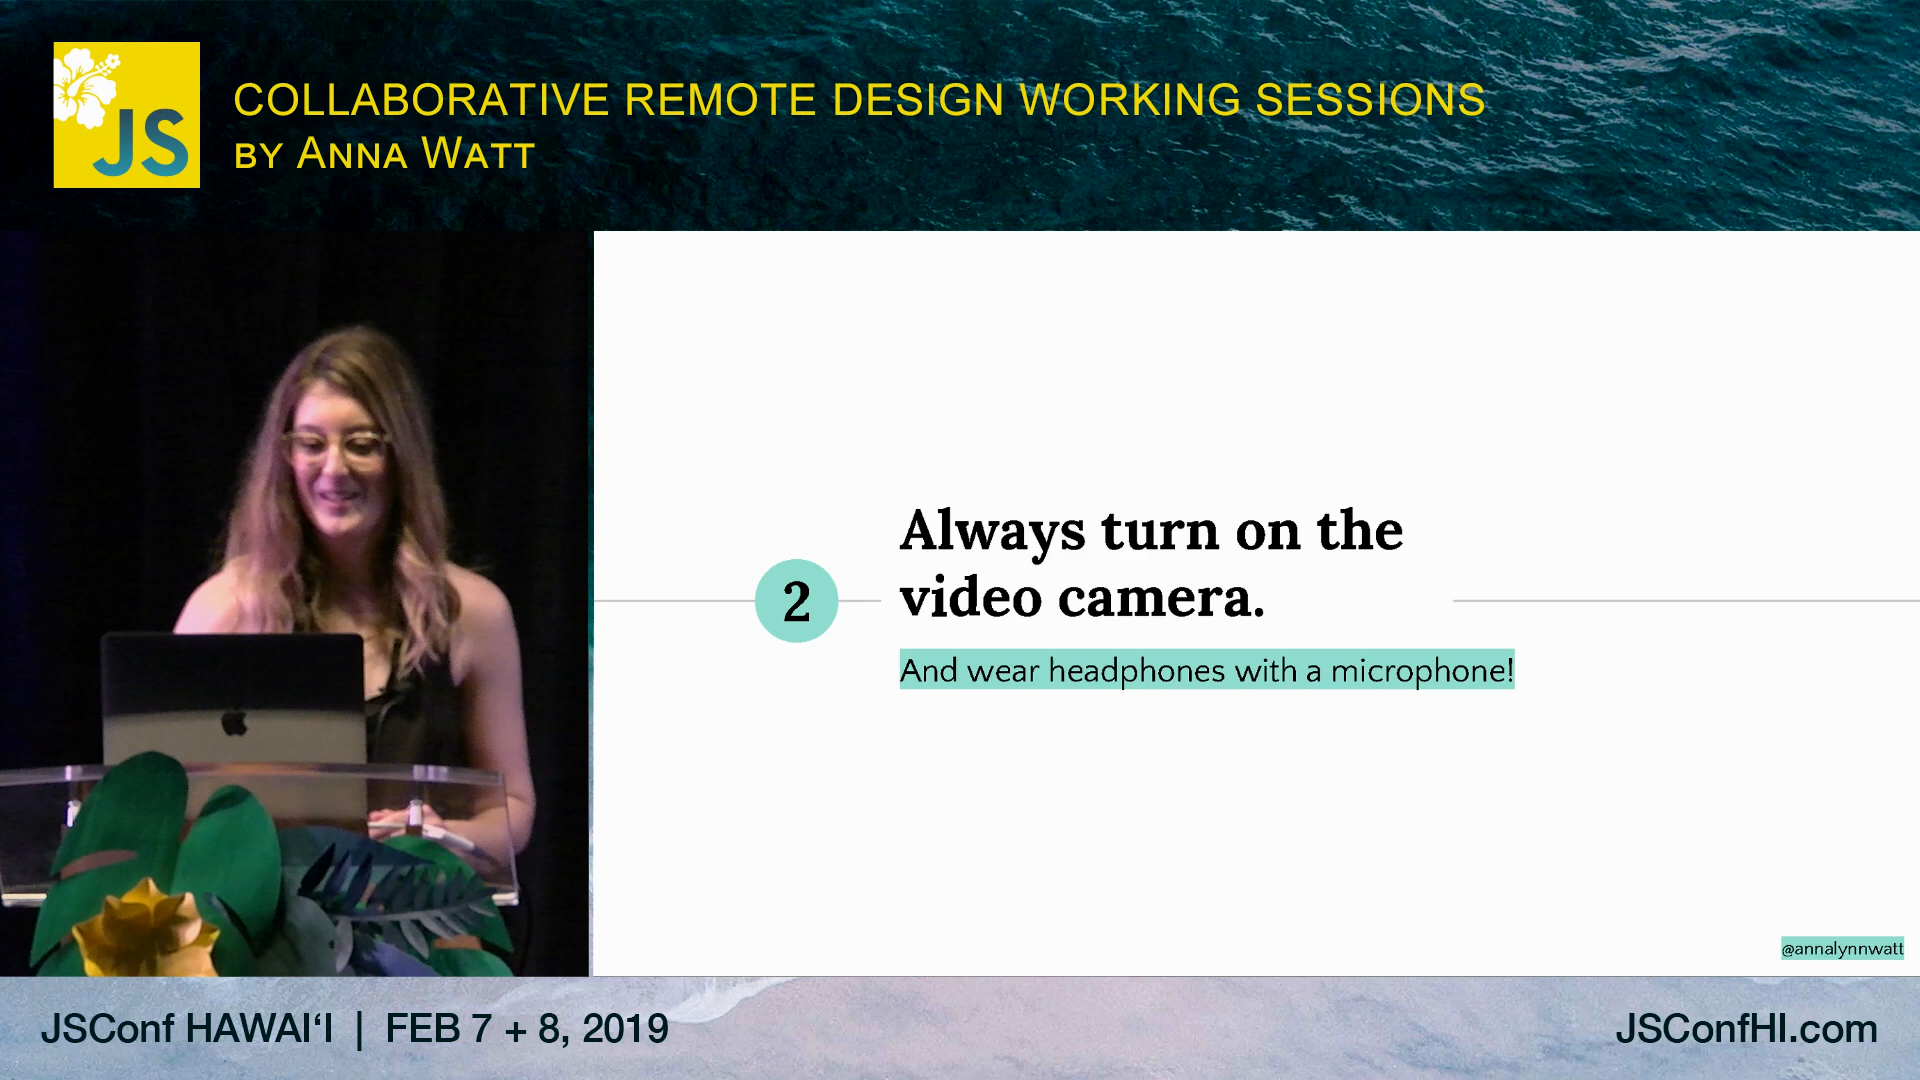 JS
COLLABORATIVE REMOTE DESIGN WORKING SESSIONS
BY ANNA WATT
2
Always turn on the
video camera.
And wear headphones with a microphone!
@annalynnwatt
JSConf HAWAIʻI | FEB 7 + 8, 2019
JSConfHI.com